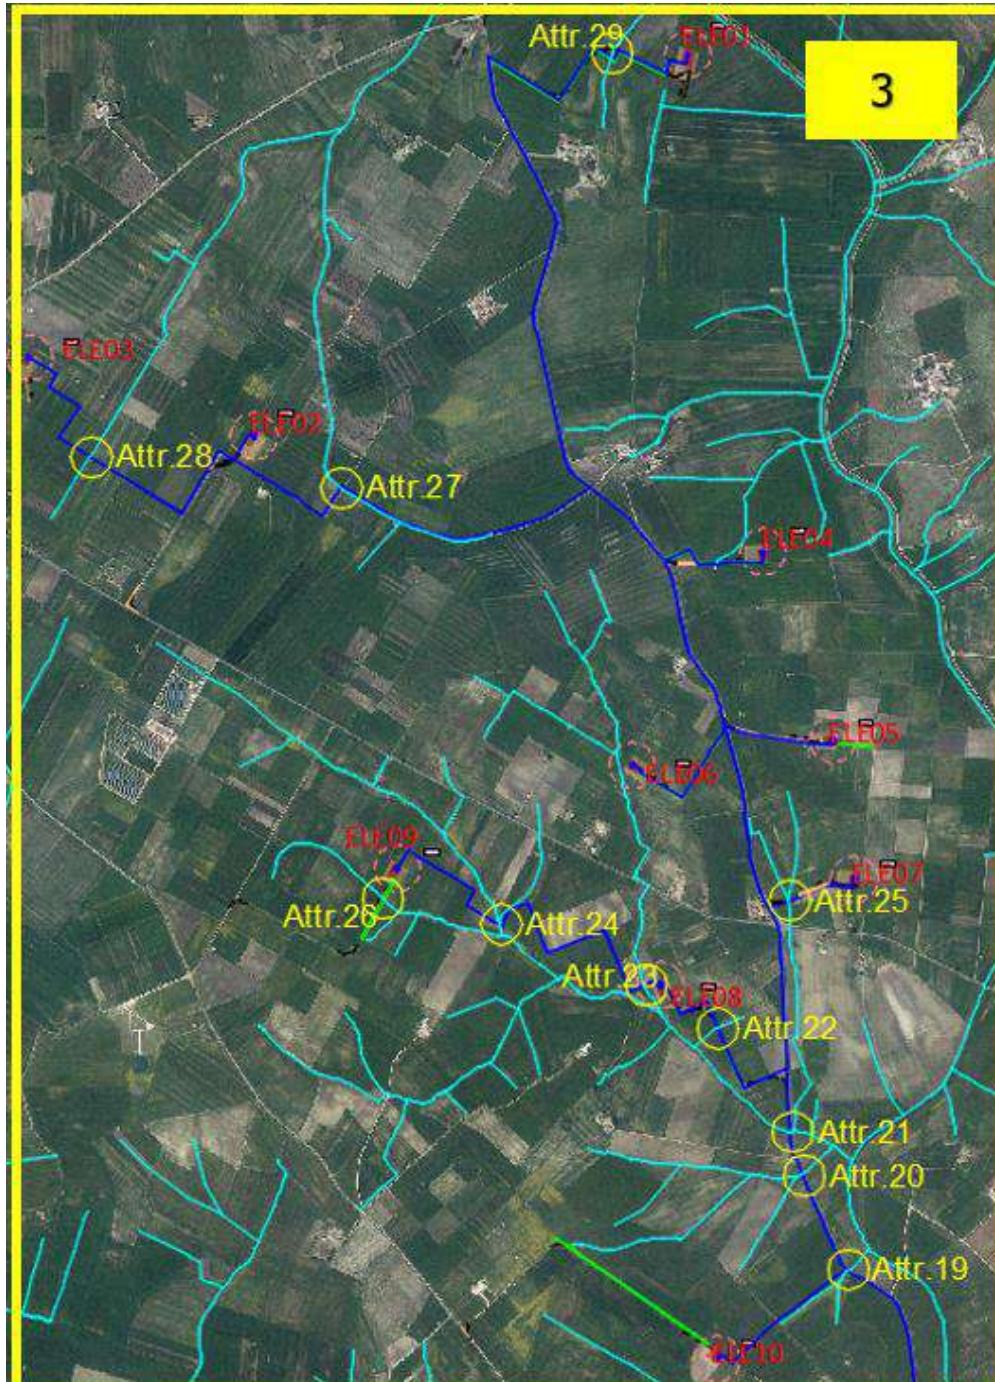 Attr.29
ELE01
3
ELE03
ELE02
Attr.28
Attr.27
ELE04
ELE05
ELE06
ELE09
ELE07
Attr.26
Attr.25
Attr.24
Attr.23
ELE08
Attr.22
Attr.21
Attr.20
Attr.19
ELE10